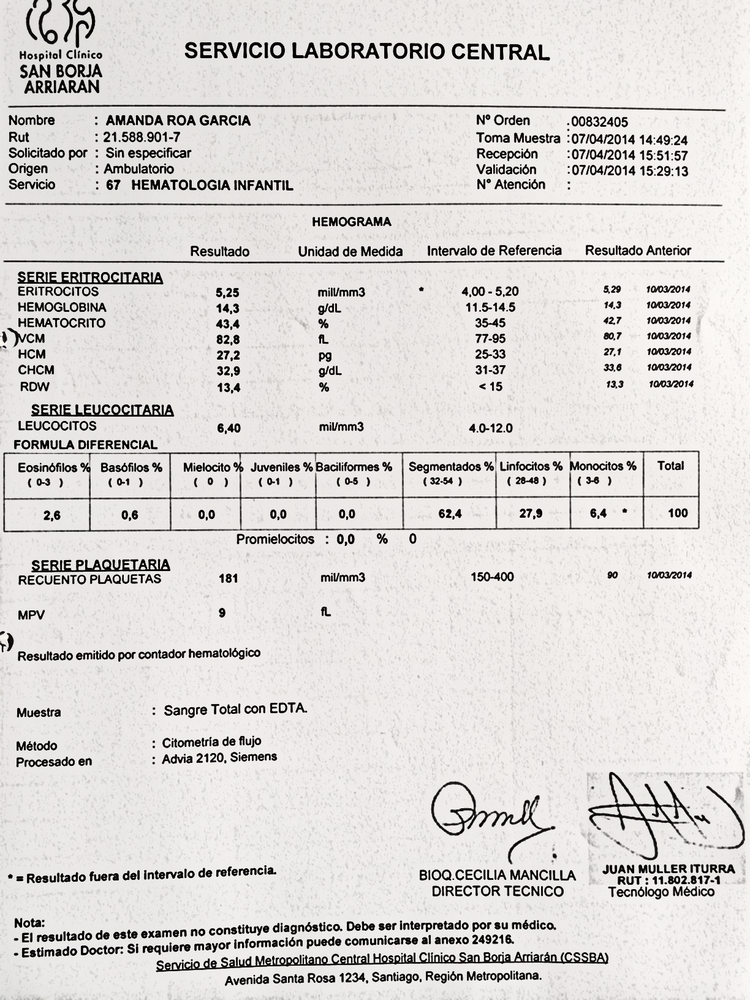 Hospital Clínico
SAN BORJA
ARRIARAN
SERVICIO LABORATORIO CENTRAL
Nombre : AMANDA ROA GARCIA
Rut : 21.588.901-7
Solicitado por : Sin especificar
Origen : Ambulatorio
Servicio : 67 HEMATOLOGIA INFANTIL
Nº Orden : 00832405
Toma Muestra : 07/04/2014 14:49:24
Recepción : 07/04/2014 15:51:57
Validación : 07/04/2014 15:29:13
N° Atención :
HEMOGRAMA
Resultado Unidad de Medida Intervalo de Referencia Resultado Anterior
SERIE ERITROCITARIA
ERITROCITOS 5,25 mill/mm3 * 4,00 - 5,20 5,29 10/03/2014
HEMOGLOBINA 14,3 g/dL 11.5-14.5 14,3 10/03/2014
HEMATOCRITO 43,4 % 35-45 42,7 10/03/2014
VCM 82,8 fL 77-95 80,7 10/03/2014
HCM 27,2 pg 25-33 27,1 10/03/2014
CHCM 32,9 g/dL 31-37 33,6 10/03/2014
RDW 13,4 % < 15 13,3 10/03/2014
SERIE LEUCOCITARIA
LEUCOCITOS 6,40 mil/mm3 4.0-12.0
FORMULA DIFERENCIAL
Eosinófilos % Basófilos % Mielocito % Juveniles % Baciliformes % Segmentados % Linfocitos % Monocitos % Total
( 0-3 ) ( 0-1 ) ( 0 ) ( 0-1 ) ( 0-5 ) ( 32-54 ) ( 28-48 ) ( 3-6 )
2,6 0,6 0,0 0,0 0,0 62,4 27,9 6,4 * 100
Promielocitos : 0,0 % 0
SERIE PLAQUETARIA
RECUENTO PLAQUETAS 181 mil/mm3 150-400 90 10/03/2014
MPV 9 fL
Resultado emitido por contador hematológico
Muestra : Sangre Total con EDTA.
Método : Citometría de flujo
Procesado en : Advia 2120, Siemens
* = Resultado fuera del intervalo de referencia.
BIOQ.CECILIA MANCILLA
DIRECTOR TECNICO
JUAN MULLER ITURRA
RUT : 11.802.817-1
Tecnólogo Médico
Nota:
- El resultado de este examen no constituye diagnóstico. Debe ser interpretado por su médico.
- Estimado Doctor: Si requiere mayor información puede comunicarse al anexo 249216.
Servicio de Salud Metropolitano Central Hospital Clínico San Borja Arriarán (CSSBA)
Avenida Santa Rosa 1234, Santiago, Región Metropolitana.